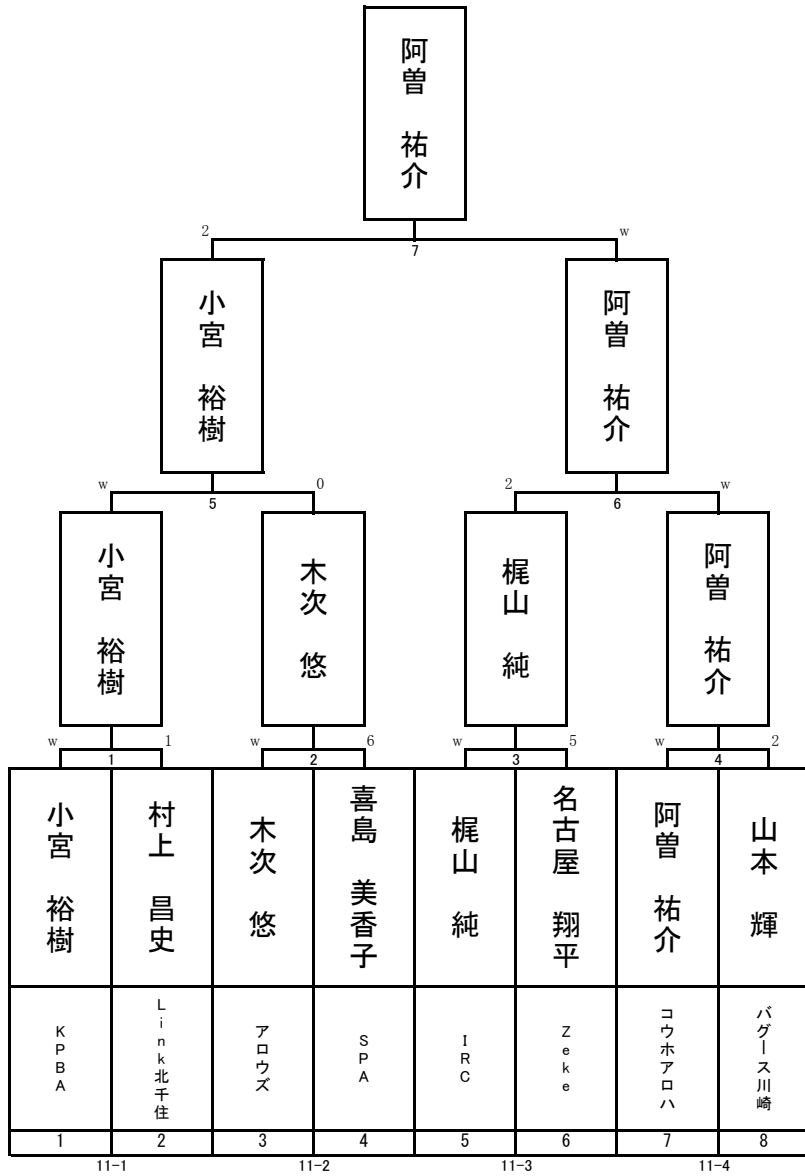 阿曽 祐介
2
w
7
小宮 裕樹
阿曽 祐介
w
0
2
w
5
6
小宮 裕樹
木次 悠
梶山 純
阿曽 祐介
w
1
w
6
w
5
w
2
1
2
3
4
小宮 裕樹
村上 昌史
木次 悠
喜島 美香子
梶山 純
名古屋 翔平
阿曽 祐介
山本 輝
KPBA
Link北千住
アロウズ
SPA
IRC
Zeke
コウホアロハ
バグース川崎
1
2
3
4
5
6
7
8
11-1
11-2
11-3
11-4